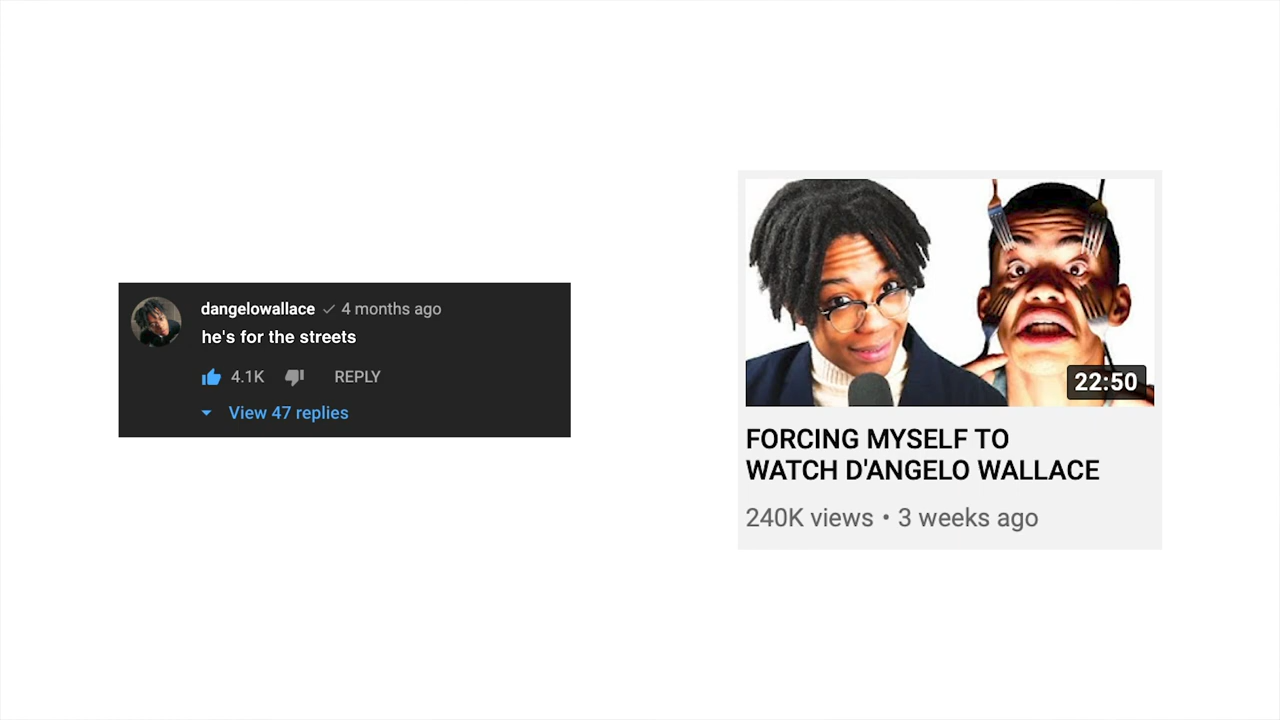 dangelowallace 4 months ago
he's for the streets
4.1K REPLY
View 47 replies
22:50
FORCING MYSELF TO
WATCH D'ANGELO WALLACE
240K views • 3 weeks ago